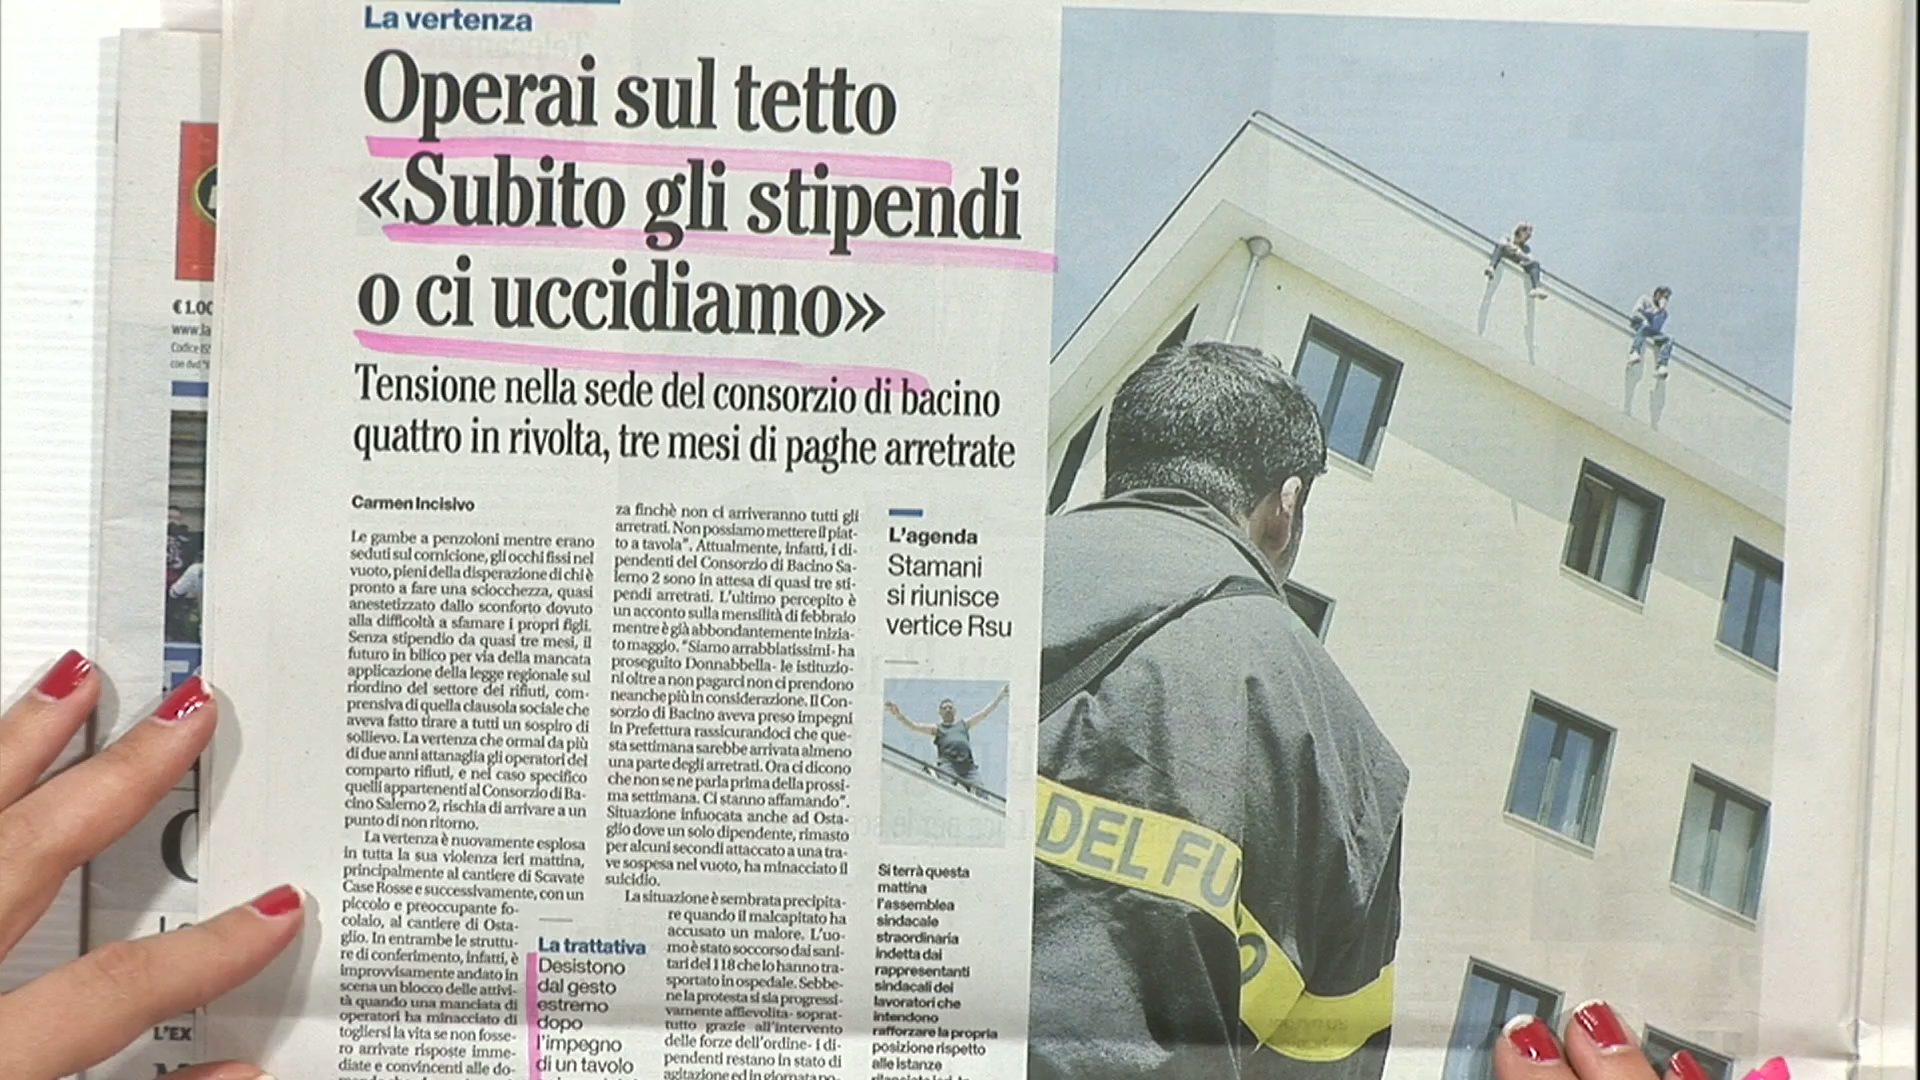 La vertenza
Operai sul tetto
«Subito gli stipendi
o ci uccidiamo»
Tensione nella sede del consorzio di bacino
quattro in rivolta, tre mesi di paghe arretrate
Carmen Incisivo
Le gambe a penzoloni mentre erano
seduti sul cornicione, gli occhi fissi nel
vuoto, pieni della disperazione di chi è
pronto a fare una sciocchezza, quasi
anestetizzato dallo sconforto dovuto
alla difficoltà a sfamare i propri figli.
Senza stipendio da quasi tre mesi, il
futuro in bilico per via della mancata
applicazione della legge regionale sul
riordino del settore dei rifiuti, com-
prensiva di quella clausola sociale che
aveva fatto tirare a tutti un sospiro di
sollievo. La vertenza che ormai da più
di due anni attanaglia gli operatori del
comparto rifiuti, e nel caso specifico
quelli appartenenti al Consorzio di Ba-
cino Salerno 2, rischia di arrivare a un
punto di non ritorno.
La vertenza è nuovamente esplosa
in tutta la sua violenza ieri mattina,
principalmente al cantiere di Scavate
Case Rosse e successivamente, con un
piccolo e preoccupante fo-
colaio, al cantiere di Osta-
glio. In entrambe le struttu-
re di conferimento, infatti, è
improvvisamente andato in
scena un blocco delle attivi-
tà quando una manciata di
operatori ha minacciato di
togliersi la vita se non fosse-
ro arrivate risposte imme-
diate e convincenti alle do-
za finchè non ci arriveranno tutti gli
arretrati. Non possiamo mettere il piat-
to a tavola". Attualmente, infatti, i di-
pendenti del Consorzio di Bacino Sa-
lerno 2 sono in attesa di quasi tre sti-
pendi arretrati. L'ultimo percepito è
un acconto sulla mensilità di febbraio
mentre è già abbondantemente inizia-
to maggio. "Siamo arrabbiatissimi- ha
proseguito Donnabbella- le istituzio-
ni oltre a non pagarci non ci prendono
neanche più in considerazione. Il Con-
sorzio di Bacino aveva preso impegni
in Prefettura rassicurandoci che que-
sta settimana sarebbe arrivata almeno
una parte degli arretrati. Ora ci dicono
che non se ne parla prima della prossi-
ma settimana. Ci stanno affamando".
Situazione infuocata anche ad Osta-
glio dove un solo dipendente, rimasto
per alcuni secondi attaccato a una tra-
ve sospesa nel vuoto, ha minacciato il
suicidio.
La situazione è sembrata precipita-
re quando il malcapitato ha
accusato un malore. L'uo-
mo è stato soccorso dai sani-
tari del 118 che lo hanno tra-
sportato in ospedale. Sebbe-
ne la protesta si sia progressi-
vamente affievolita- soprat-
tutto grazie all'intervento
delle forze dell'ordine- i di-
pendenti restano in stato di
agitazione ed in giornata po-
La trattativa
Desistono
dal gesto
estremo
dopo
l'impegno
di un tavolo
L'agenda
Stamani
si riunisce
vertice Rsu
Si terrà questa
mattina
l'assemblea
sindacale
straordinaria
indetta dai
rappresentanti
sindacali dei
lavoratori che
intendono
rafforzare la propria
posizione rispetto
alle istanze
DEL FU
O
€ 1.00
www.la
Codice IS
L'EX